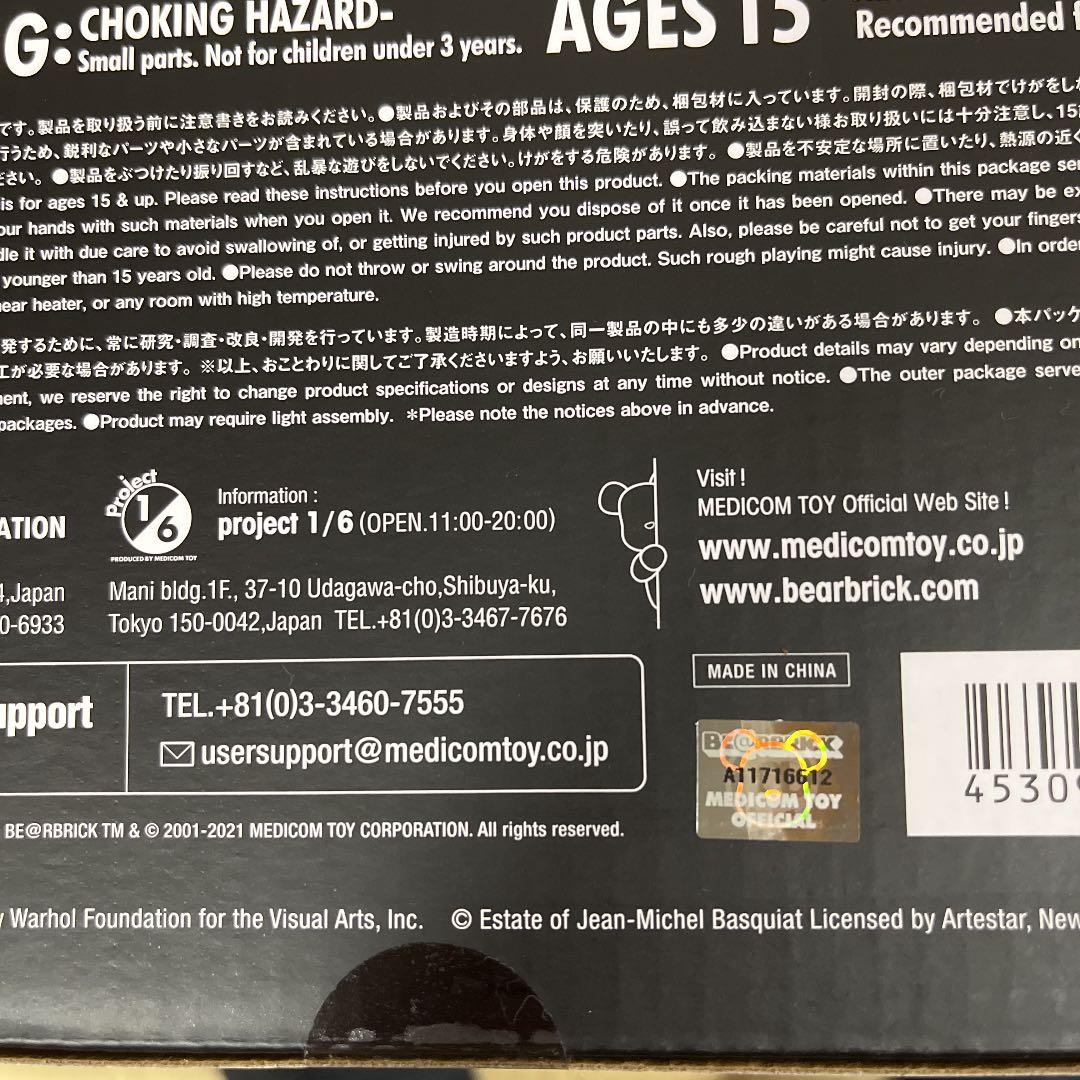 G: CHOKING HAZARD-
Small parts. Not for children under 3 years.
AGES 15
Recommended
です。製品を取り扱う前に注意書きをお読みください。●製品およびその部品は、保護のため、梱包材に入っています。開封の際、梱包材でけがをしな
行うため、鋭利なパーツや小さなパーツが含まれている場合があります。身体や顔を突いたり、誤って飲み込まない様お取り扱いには十分注意し、15
ださい。 ●製品をぶつけたり振り回すなど、乱暴な遊びをしないでください。けがをする危険があります。 ●製品を不安定な場所に置いたり、熱源の近く
is for ages 15 & up. Please read these instructions before you open this product. ●The packing materials within this package
our hands with such materials when you open it. We recommend you dispose of it once it has been opened. ●There may be
dle it with due care to avoid swallowing of, or getting injured by such product parts. Also, please be careful not to get your fingers
younger than 15 years old. ●Please do not throw or swing around the product. Such rough playing might cause injury. ●In order
near heater, or any room with high temperature.
発するために、常に研究・調査・改良・開発を行っています。製造時期によって、同一製品の中にも多少の違いがある場合があります。 ●本パッケ
工が必要な場合があります。 ※以上、おことわりに関してご了承くださいますよう、お願いいたします。 ●Product details may vary depending on
ment, we reserve the right to change product specifications or designs at any time without notice. ●The outer package serve
packages. ●Product may require light assembly. *Please note the notices above in advance.
ATION
4,Japan
0-6933
Project
1/6
PRODUCED BY MEDICOM TOY
Information :
project 1/6 (OPEN.11:00-20:00)
Mani bldg.1F., 37-10 Udagawa-cho,Shibuya-ku,
Tokyo 150-0042,Japan TEL.+81(0)3-3467-7676
Visit !
MEDICOM TOY Official Web Site !
www.medicomtoy.co.jp
www.bearbrick.com
upport
TEL.+81(0)3-3460-7555
usersupport@medicomtoy.co.jp
MADE IN CHINA
BE@RBRICK
A11716612
MEDICOM TOY
OFFICIAL
4530
BE@RBRICK TM & © 2001-2021 MEDICOM TOY CORPORATION. All rights reserved.
y Warhol Foundation for the Visual Arts, Inc. © Estate of Jean-Michel Basquiat Licensed by Artestar, New